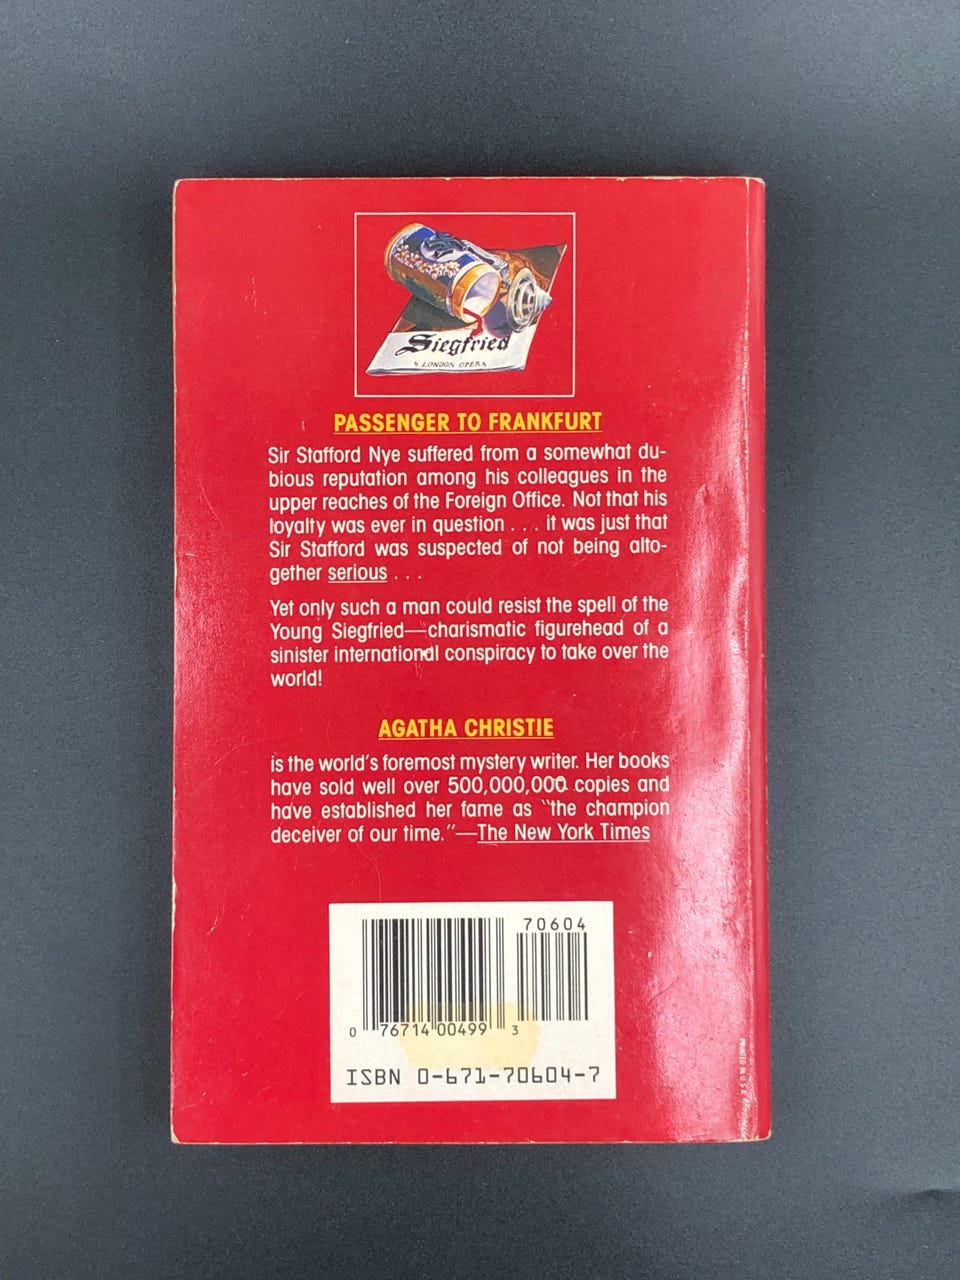 Siegfried
LONDON OPERA
PASSENGER TO FRANKFURT
Sir Stafford Nye suffered from a somewhat du-
bious reputation among his colleagues in the
upper reaches of the Foreign Office. Not that his
loyalty was ever in question . . . it was just that
Sir Stafford was suspected of not being alto-
gether serious . . .
Yet only such a man could resist the spell of the
Young Siegfried—charismatic figurehead of a
sinister international conspiracy to take over the
world!
AGATHA CHRISTIE
is the world's foremost mystery writer. Her books
have sold well over 500,000,000 copies and
have established her fame as "the champion
deceiver of our time."—The New York Times
70604
0 76714 00499 3
ISBN 0-671-70604-7
PRINTED IN U.S.A.